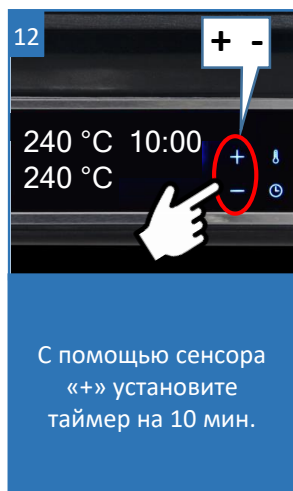 12
+ -
240 °C 10:00
240 °C
+
−
С помощью сенсора
«+» установите
таймер на 10 мин.